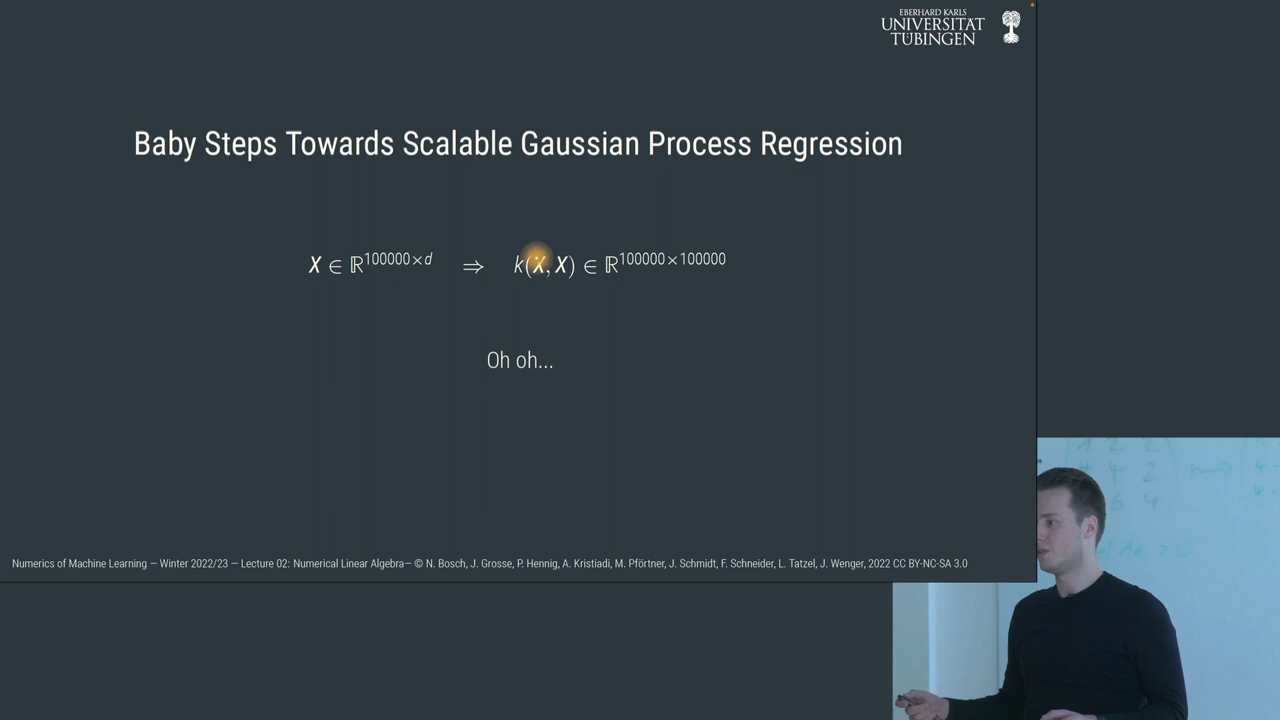 EBERHARD KARLS
UNIVERSITÄT
TÜBINGEN
Baby Steps Towards Scalable Gaussian Process Regression
X ∈ ℝ^{100000×d} ⇒ k(X, X) ∈ ℝ^{100000×100000}
Oh oh...
Numerics of Machine Learning — Winter 2022/23 — Lecture 02: Numerical Linear Algebra— © N. Bosch, J. Grosse, P. Hennig, A. Kristiadi, M. Pförtner, J. Schmidt, F. Schneider, L. Tatzel, J. Wenger, 2022 CC BY-NC-SA 3.0